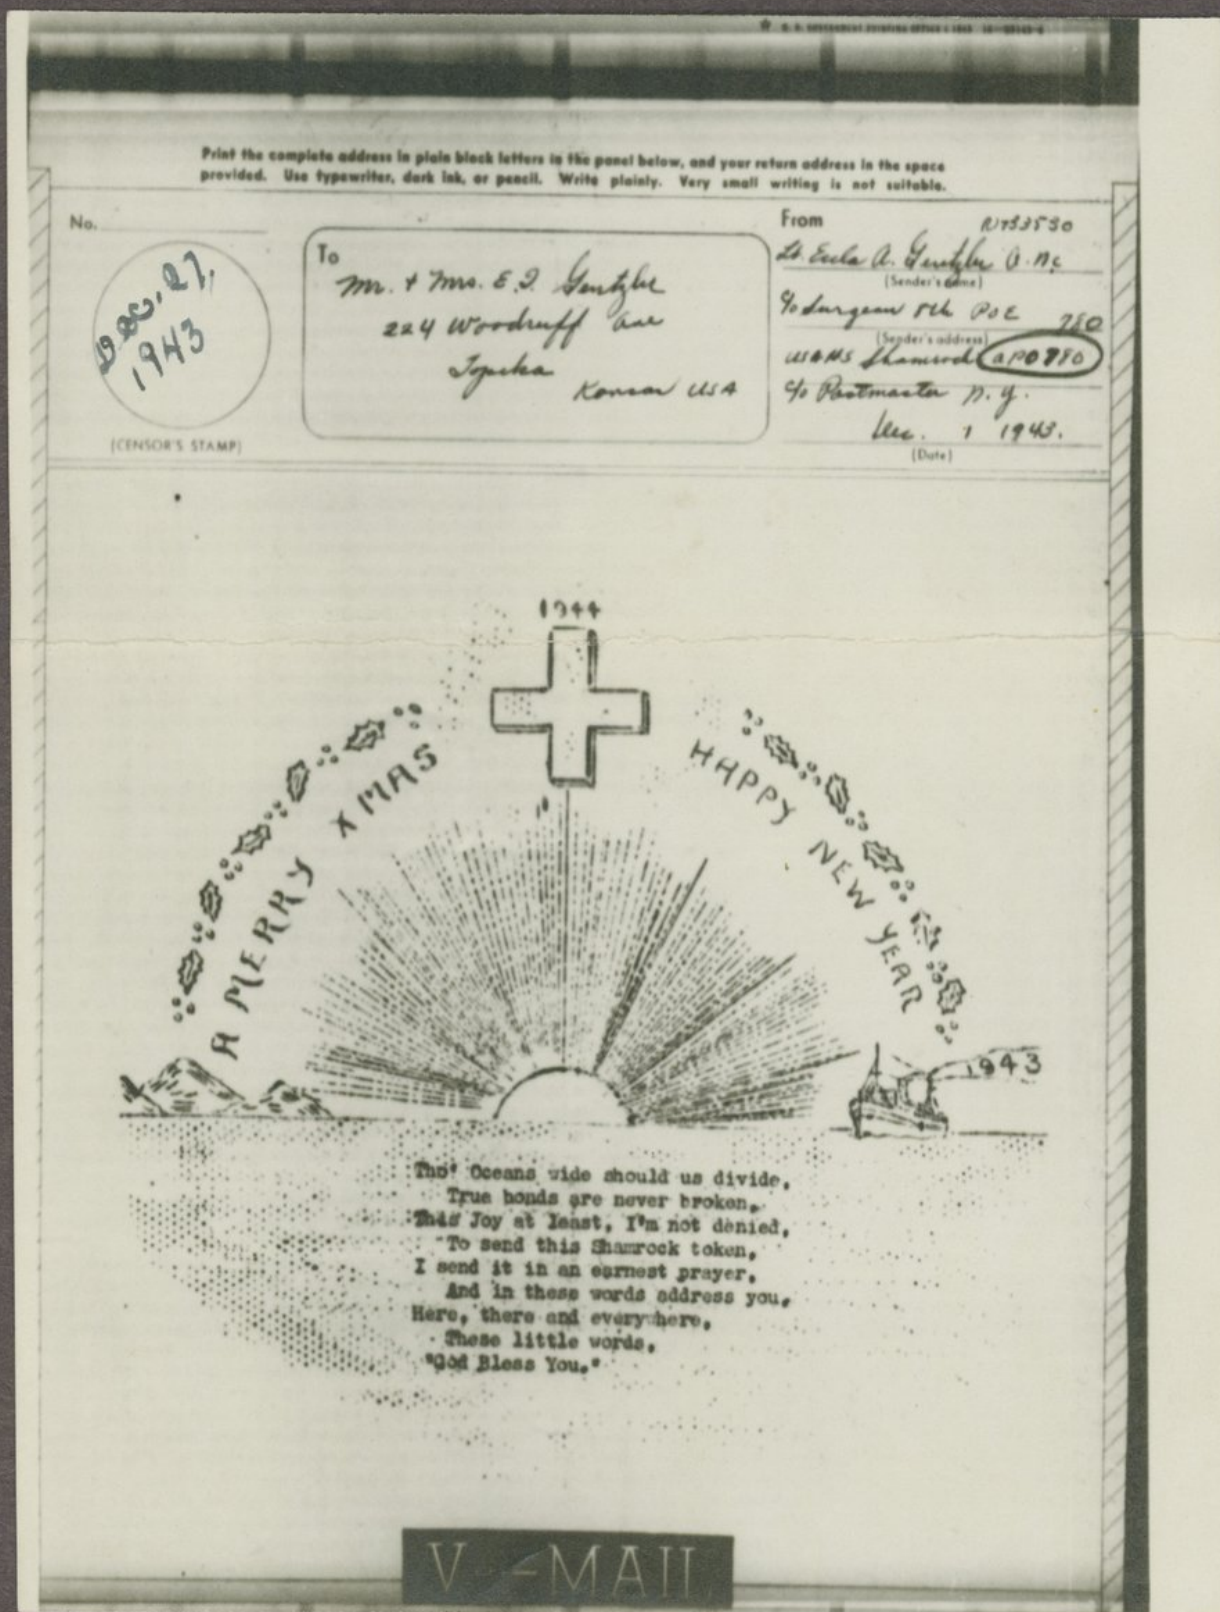 Print the complete address in plain block letters in the panel below, and your return address in the space
provided. Use typewriter, dark ink, or pencil. Write plainly. Very small writing is not suitable.
No.
Dec. 27,
1943
(CENSOR'S STAMP)
To
Mr. + Mrs. E. I. Gentzler
224 Woodruff Ave
Topeka
Kansas USA
From
N733530
Lt. Eula A. Gentzler A.N.C.
(Sender's name)
c/o Surgeon 8th POE 780
(Sender's address)
USAHS Shamrock APO 780
c/o Postmaster N.Y.
Dec. 1 1943.
(Date)
1944
A MERRY XMAS
HAPPY NEW YEAR
1943
Tho' Oceans wide should us divide,
True bonds are never broken,
This Joy at least, I'm not denied,
To send this Shamrock token,
I send it in an earnest prayer,
And in these words address you,
Here, there and everywhere,
These little words,
"God Bless You."
V--MAIL